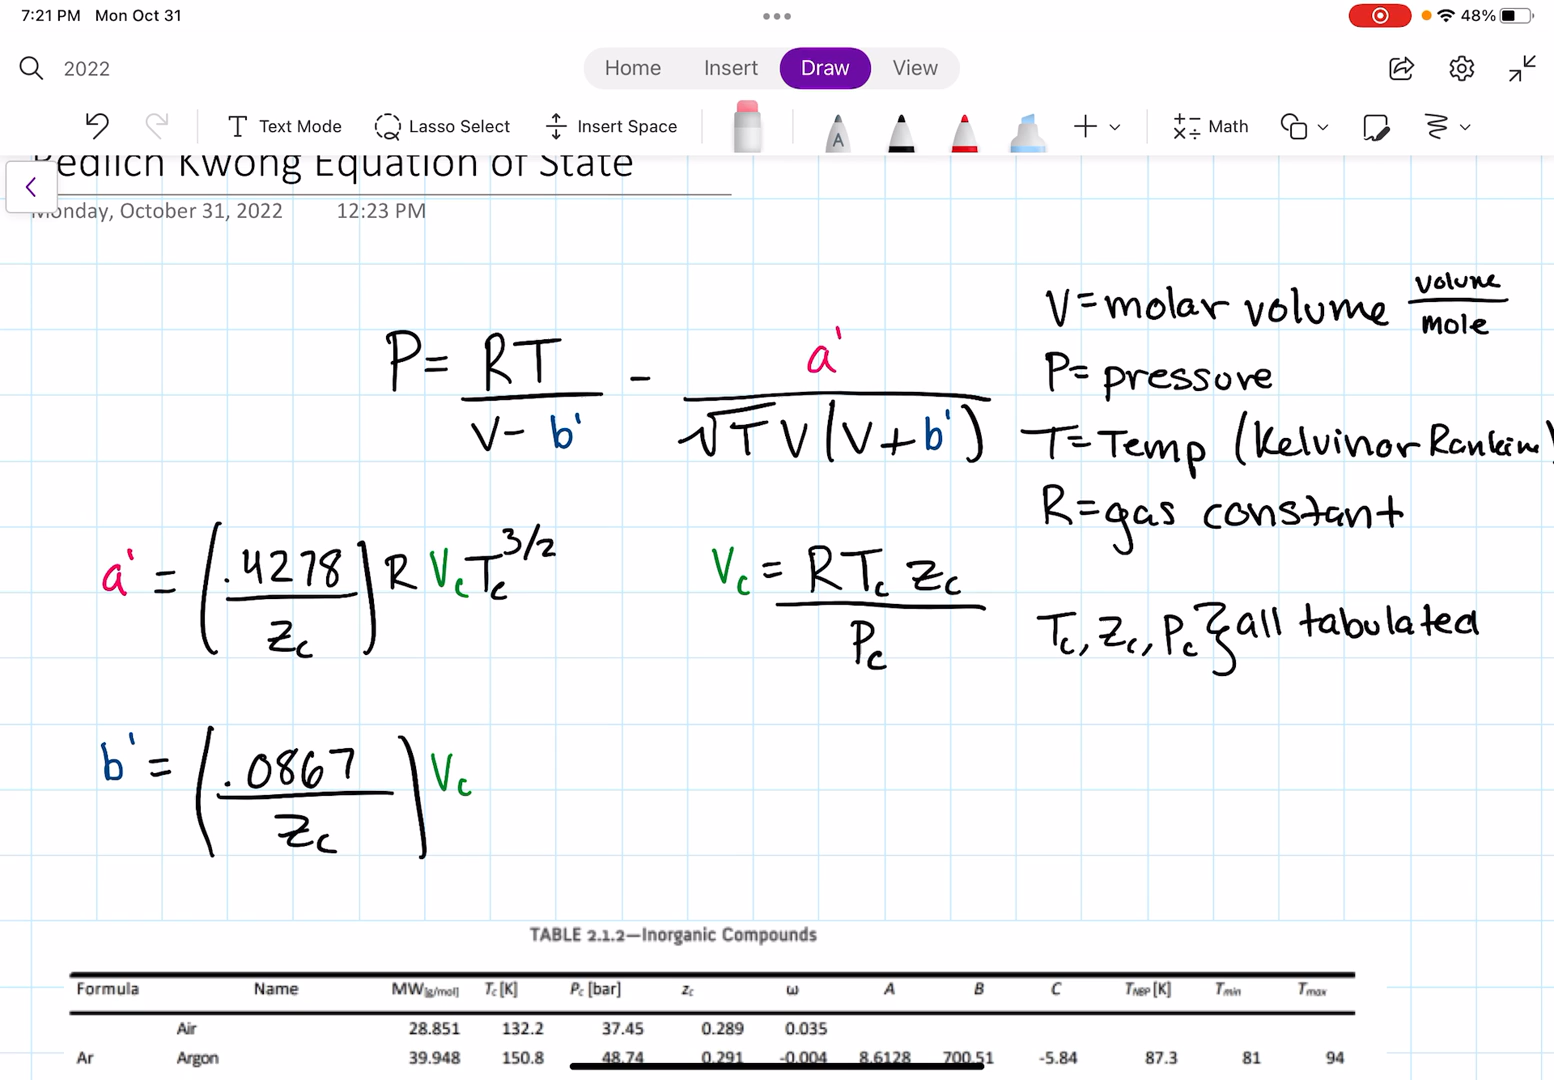 7:21 PM Mon Oct 31
48%
2022
Home Insert Draw View
Text Mode Lasso Select Insert Space A Math
Redlich Kwong Equation of State
Monday, October 31, 2022 12:23 PM
V = molar volume volume/mole
P = RT/(V - b') - a'/(√T V (V + b'))
P = pressure
T = Temp (Kelvin or Rankine)
R = gas constant
a' = (.4278/Zc) R Vc Tc^3/2
Vc = R Tc Zc/Pc
Tc, Zc, Pc } all tabulated
b' = (.0867/Zc) Vc
TABLE 2.1.2—Inorganic Compounds
Formula Name MW[g/mol] Tc [K] Pc [bar] zc ω A B C TNBP [K] Tmin Tmax
Air 28.851 132.2 37.45 0.289 0.035
Ar Argon 39.948 150.8 48.74 0.291 -0.004 8.6128 700.51 -5.84 87.3 81 94